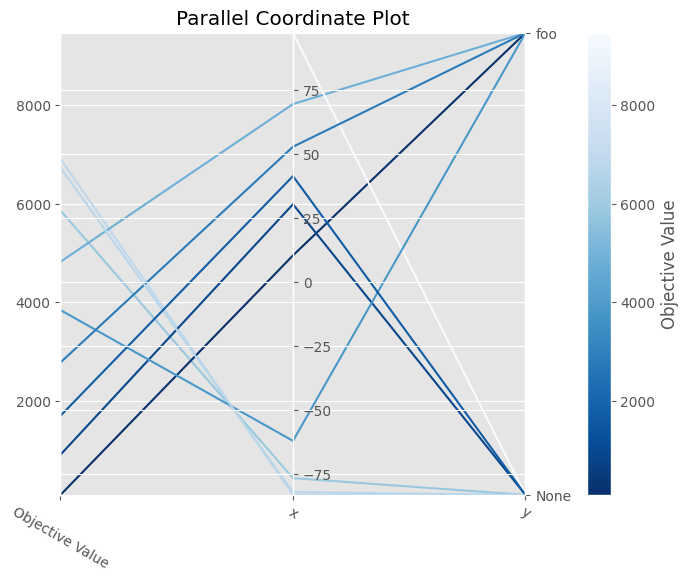 Parallel Coordinate Plot
foo
8000
75
8000
50
6000
25
6000
Objective Value
4000
0
4000
−25
2000
−50
2000
−75
None
Objective Value
x
y